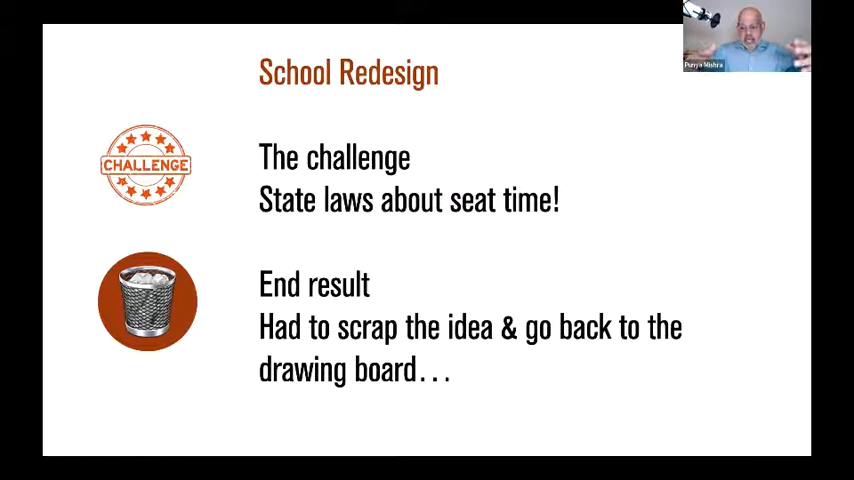 School Redesign
Punya Mishra
CHALLENGE
The challenge
State laws about seat time!
End result
Had to scrap the idea & go back to the
drawing board...